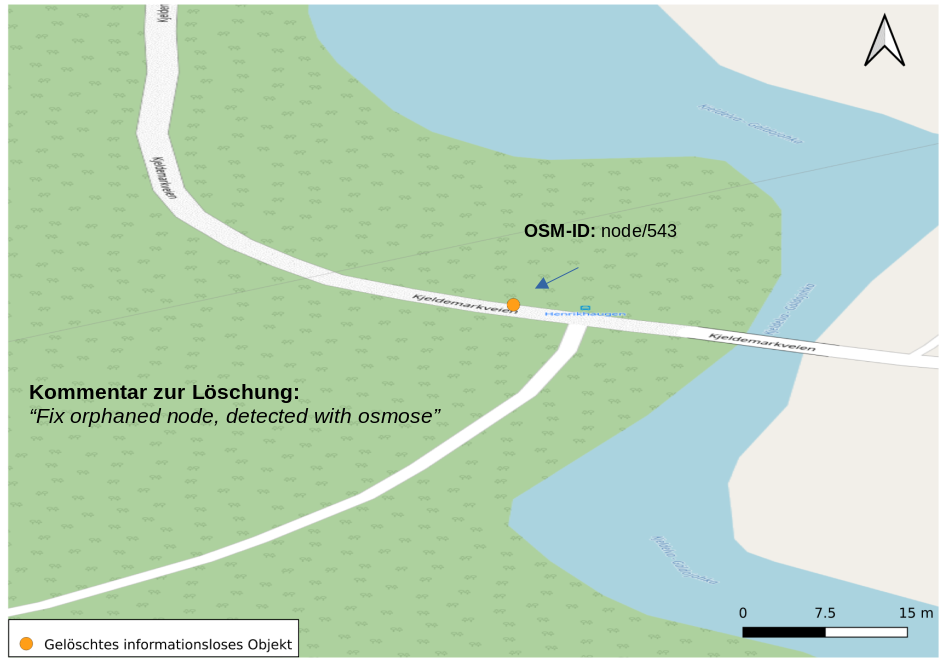 Kjeldemarkveien
OSM-ID: node/543
Kjeldemarkveien
Hennkhaugen
Kjeldemarkveien
Kommentar zur Löschung:
“Fix orphaned node, detected with osmose”
0 7.5 15 m
Gelöschtes informationsloses Objekt